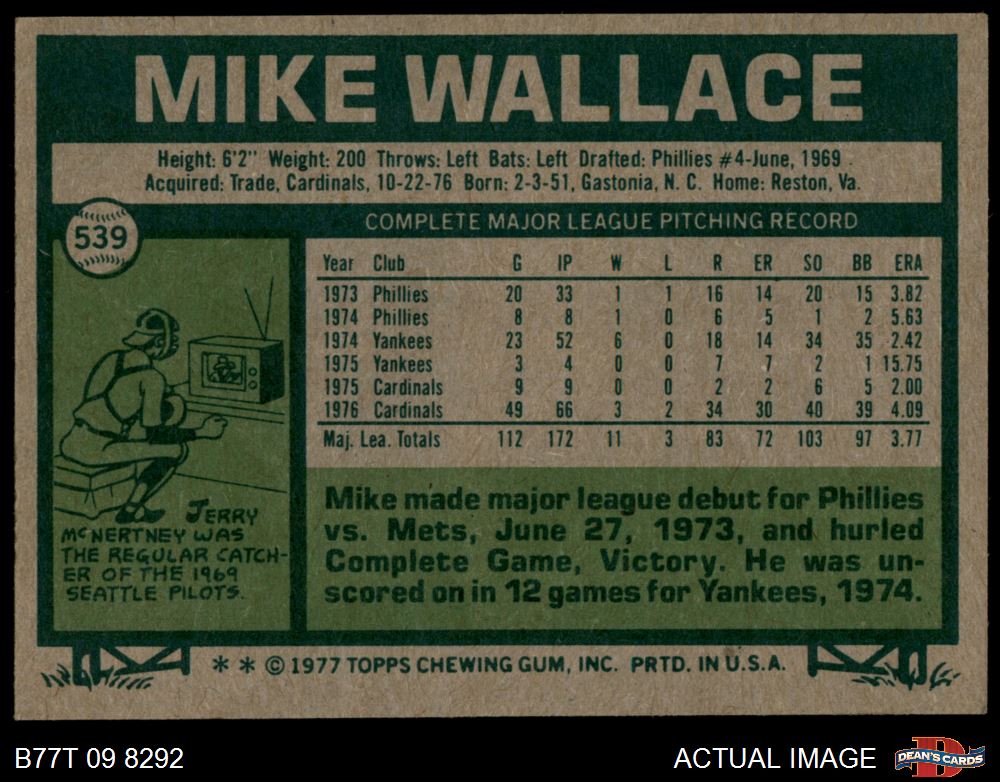 MIKE WALLACE
Height: 6'2" Weight: 200 Throws: Left Bats: Left Drafted: Phillies #4-June, 1969
Acquired: Trade, Cardinals, 10-22-76 Born: 2-3-51, Gastonia, N. C. Home: Reston, Va.
539
COMPLETE MAJOR LEAGUE PITCHING RECORD
Year Club G IP W L R ER SO BB ERA
1973 Phillies 20 33 1 1 16 14 20 15 3.82
1974 Phillies 8 8 1 0 6 5 1 2 5.63
1974 Yankees 23 52 6 0 18 14 34 35 2.42
1975 Yankees 3 4 0 0 7 7 2 1 15.75
1975 Cardinals 9 9 0 0 2 2 6 5 2.00
1976 Cardinals 49 66 3 2 34 30 40 39 4.09
Maj. Lea. Totals 112 172 11 3 83 72 103 97 3.77
JERRY
MCNERTNEY WAS
THE REGULAR CATCH-
ER OF THE 1969
SEATTLE PILOTS.
Mike made major league debut for Phillies
vs. Mets, June 27, 1973, and hurled
Complete Game, Victory. He was un-
scored on in 12 games for Yankees, 1974.
* * © 1977 TOPPS CHEWING GUM, INC. PRTD. IN U.S.A.
B77T 09 8292
ACTUAL IMAGE
D
DEAN'S CARDS